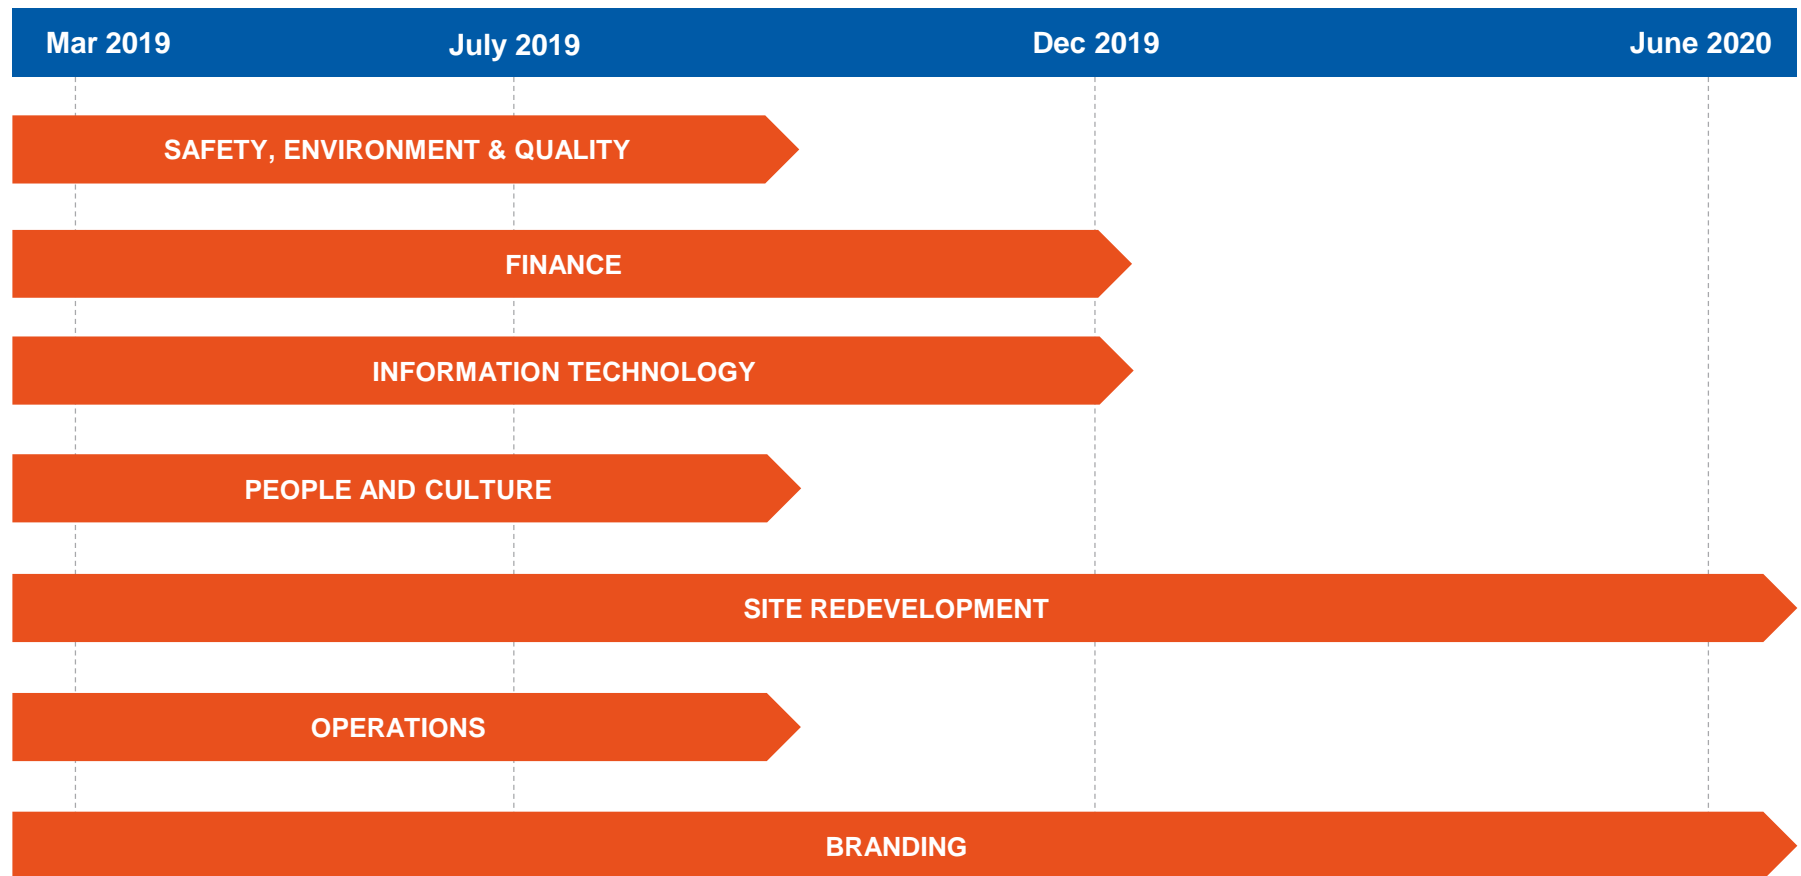 Mar 2019
July 2019
Dec 2019
June 2020
SAFETY, ENVIRONMENT & QUALITY
FINANCE
INFORMATION TECHNOLOGY
PEOPLE AND CULTURE
SITE REDEVELOPMENT
OPERATIONS
BRANDING